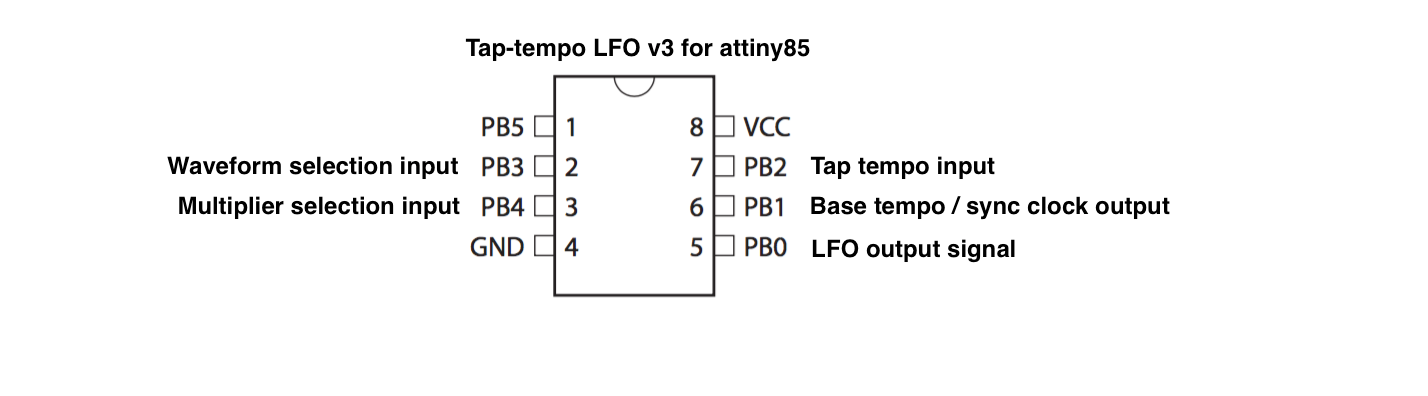 Tap-tempo LFO v3 for attiny85
PB5 1 8 VCC
Waveform selection input PB3 2 7 PB2 Tap tempo input
Multiplier selection input PB4 3 6 PB1 Base tempo / sync clock output
GND 4 5 PB0 LFO output signal